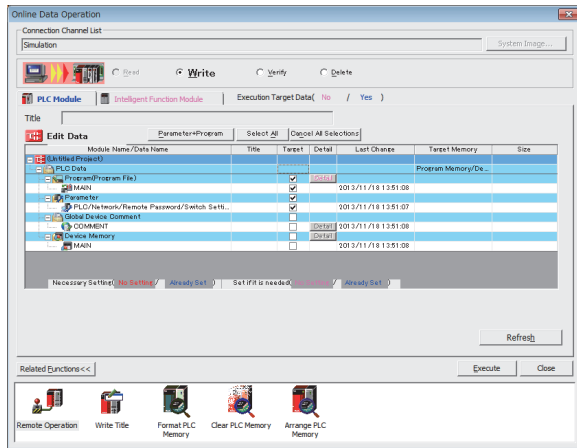 Online Data Operation
Connection Channel List
Simulation
System Image...
Read Write Verify Delete
PLC Module Intelligent Function Module Execution Target Data( No / Yes )
Title
Edit Data Parameter+Program Select All Cancel All Selections
Module Name/Data Name Title Target Detail Last Change Target Memory Size
(Untitled Project)
PLC Data Program Memory/De...
Program(Program File) Detail
MAIN 2013/11/18 13:51:08
Parameter
PLC/Network/Remote Password/Switch Setti... 2013/11/18 13:51:07
Global Device Comment
COMMENT Detail 2013/11/18 13:51:08
Device Memory Detail
MAIN 2013/11/18 13:51:08
Necessary Setting( No Setting / Already Set ) Set if it is needed( No Setting / Already Set )
Refresh
Related Functions<< Execute Close
Remote Operation Write Title Format PLC Memory Clear PLC Memory Arrange PLC Memory